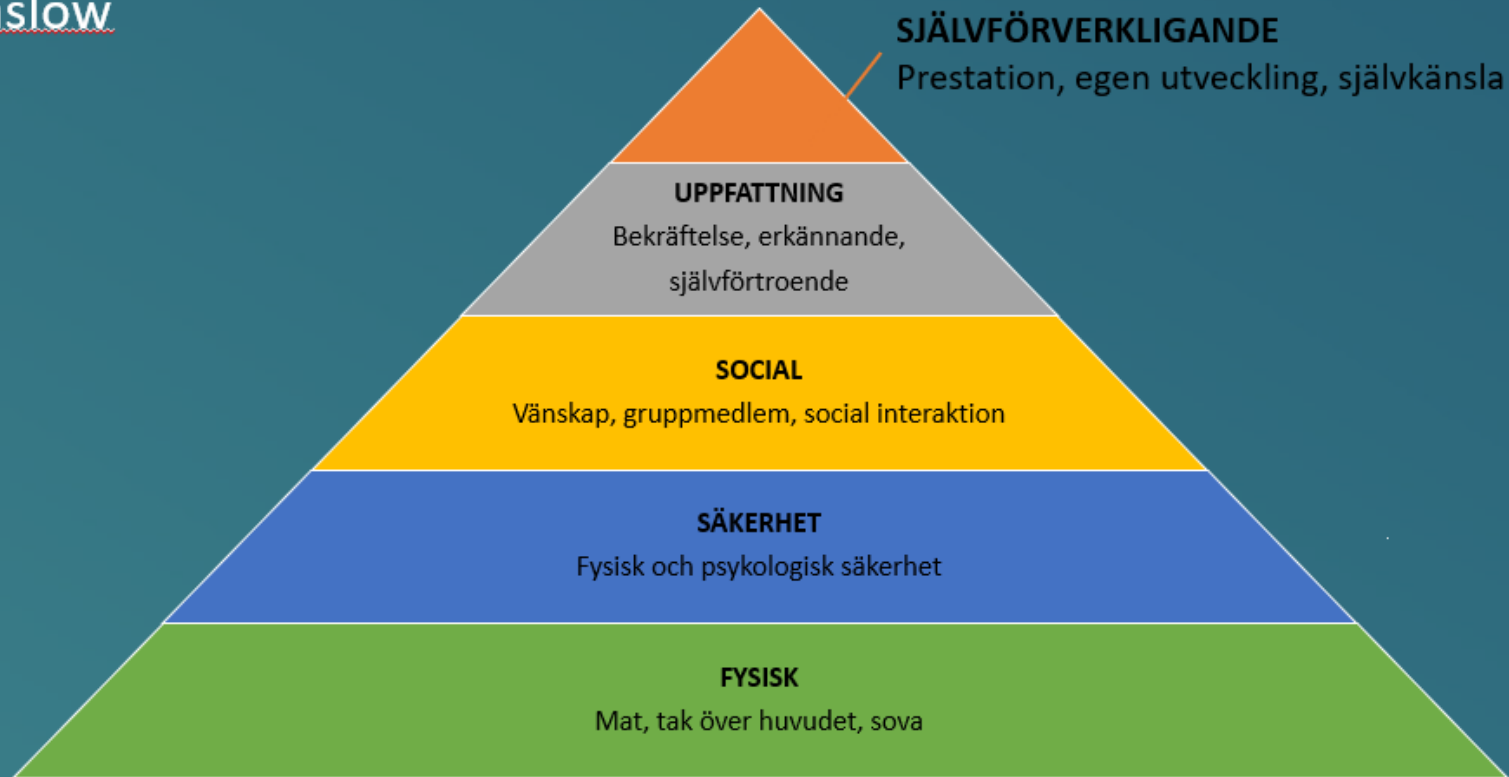 slow
SJÄLVFÖRVERKLIGANDE
Prestation, egen utveckling, självkänsla
UPPFATTNING
Bekräftelse, erkännande,
självförtroende
SOCIAL
Vänskap, gruppmedlem, social interaktion
SÄKERHET
Fysisk och psykologisk säkerhet
FYSISK
Mat, tak över huvudet, sova